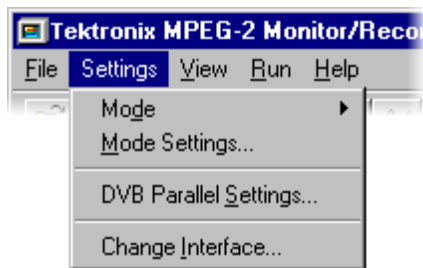 Tektronix MPEG-2 Monitor/Reco
File Settings View Run Help
Mode
Mode Settings...
DVB Parallel Settings...
Change Interface...